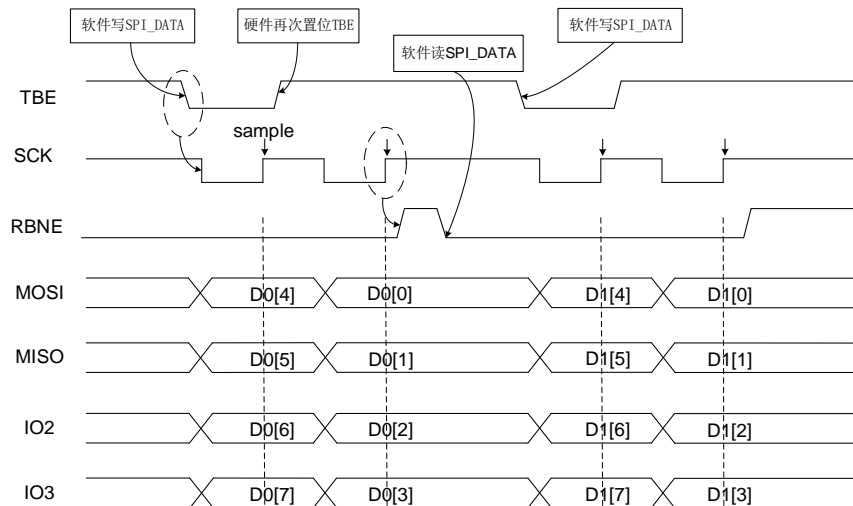 软件写SPI_DATA
硬件再次置位TBE
软件读SPI_DATA
软件写SPI_DATA
TBE
sample
SCK
RBNE
MOSI D0[4] D0[0] D1[4] D1[0]
MISO D0[5] D0[1] D1[5] D1[1]
IO2 D0[6] D0[2] D1[6] D1[2]
IO3 D0[7] D0[3] D1[7] D1[3]